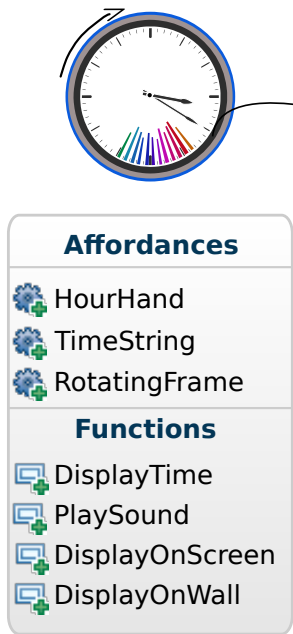 Affordances
HourHand
TimeString
RotatingFrame
Functions
DisplayTime
PlaySound
DisplayOnScreen
DisplayOnWall